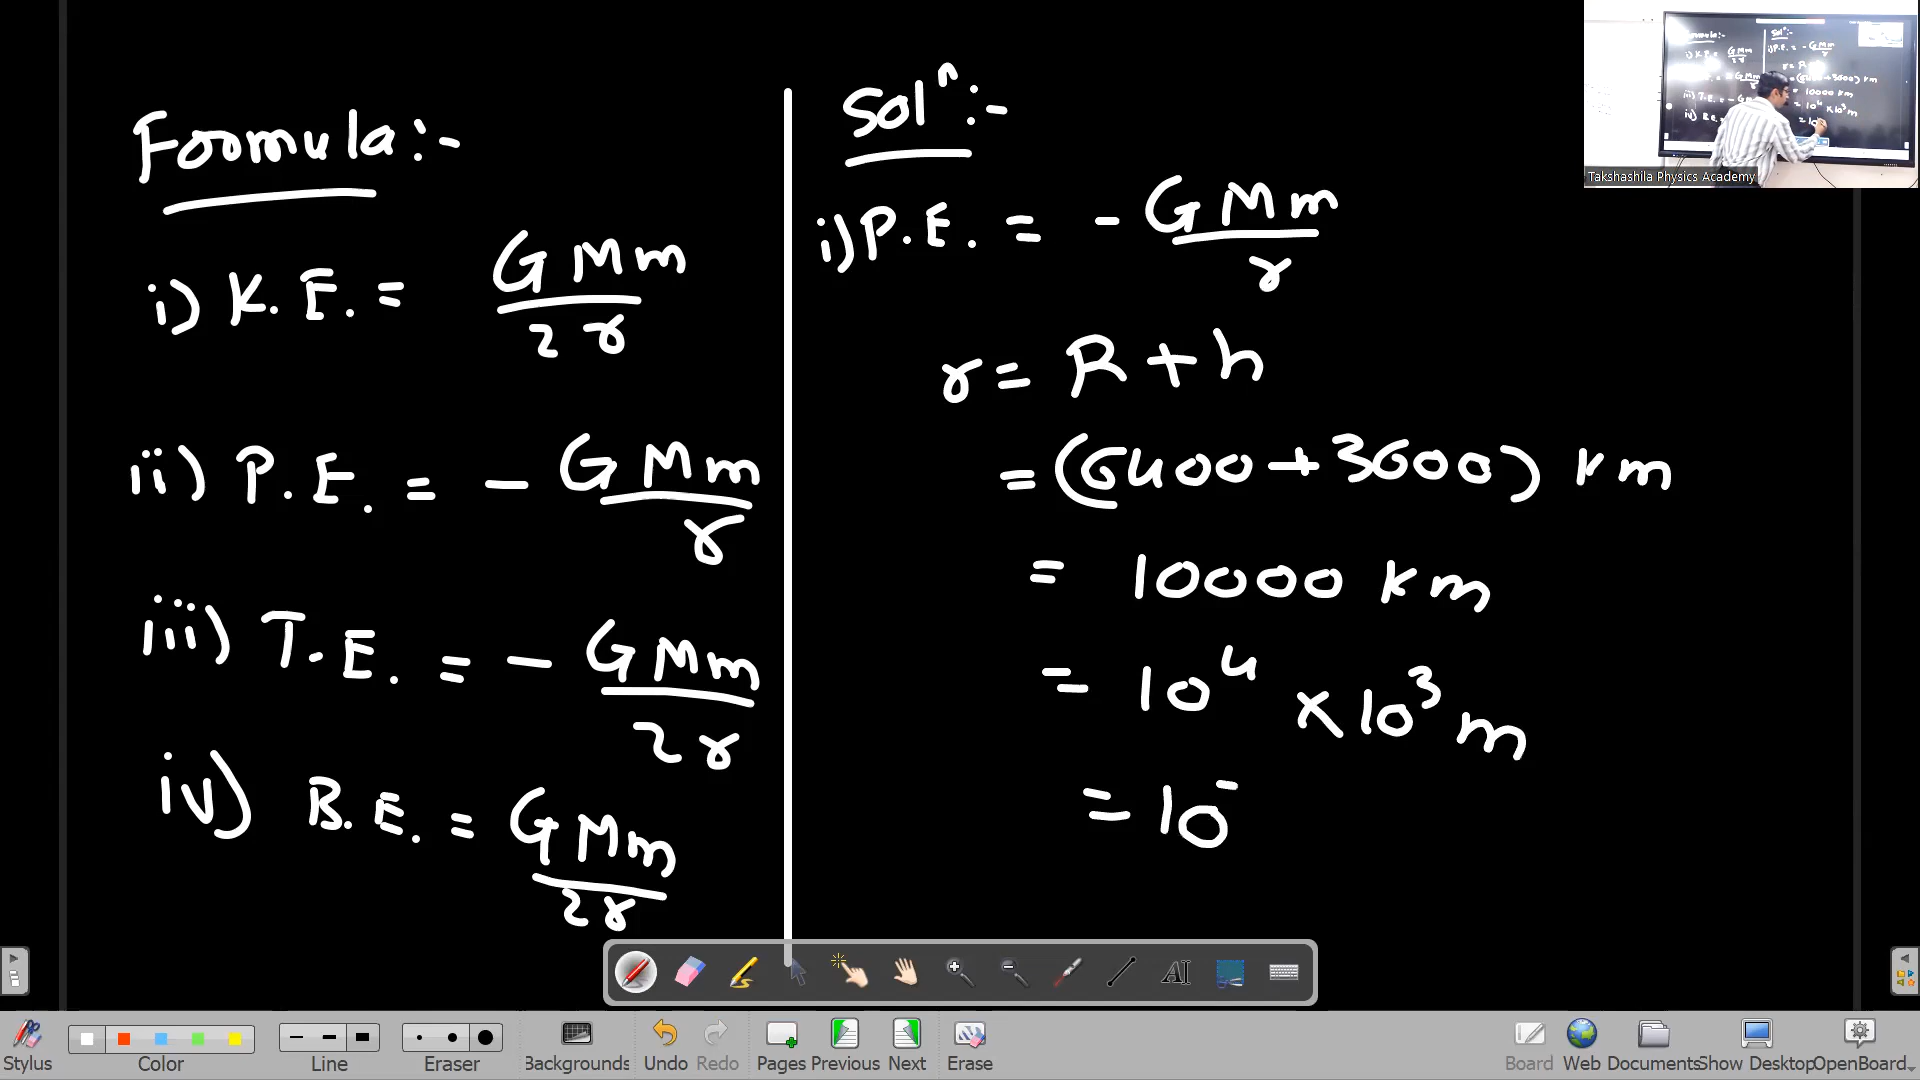 Formula:-
i) K.E. = GMm
2r
ii) P.E. = - GMm
r
iii) T.E. = - GMm
2r
iv) B.E. = GMm
2r
Solⁿ:-
i) P.E. = - GMm
r
r = R + h
= (6400 + 3600) km
= 10000 km
= 10⁴ × 10³ m
= 10⁻
Takshashila Physics Academy
Stylus
Color
Line
Eraser
Backgrounds
Undo
Redo
Pages
Previous
Next
Erase
Board
Web
Documents
Show Desktop
OpenBoard